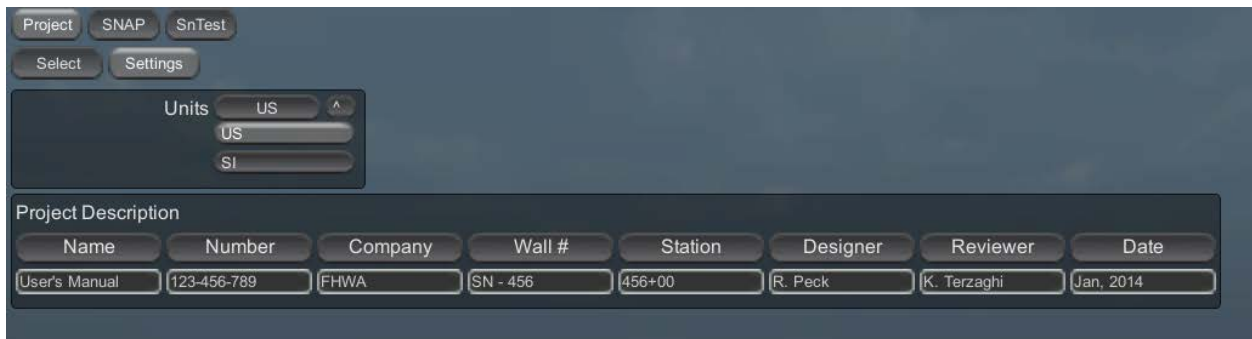 Project SNAP SnTest
Select Settings
Units US ^
US
SI
Project Description
Name Number Company Wall # Station Designer Reviewer Date
User's Manual 123-456-789 FHWA SN - 456 456+00 R. Peck K. Terzaghi Jan, 2014